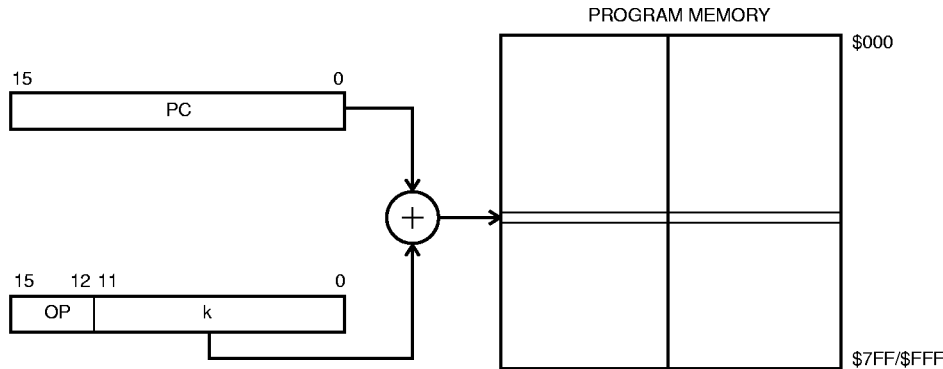 PROGRAM MEMORY
$000
15 0
PC
+
15 12 11 0
OP k
$7FF/$FFF